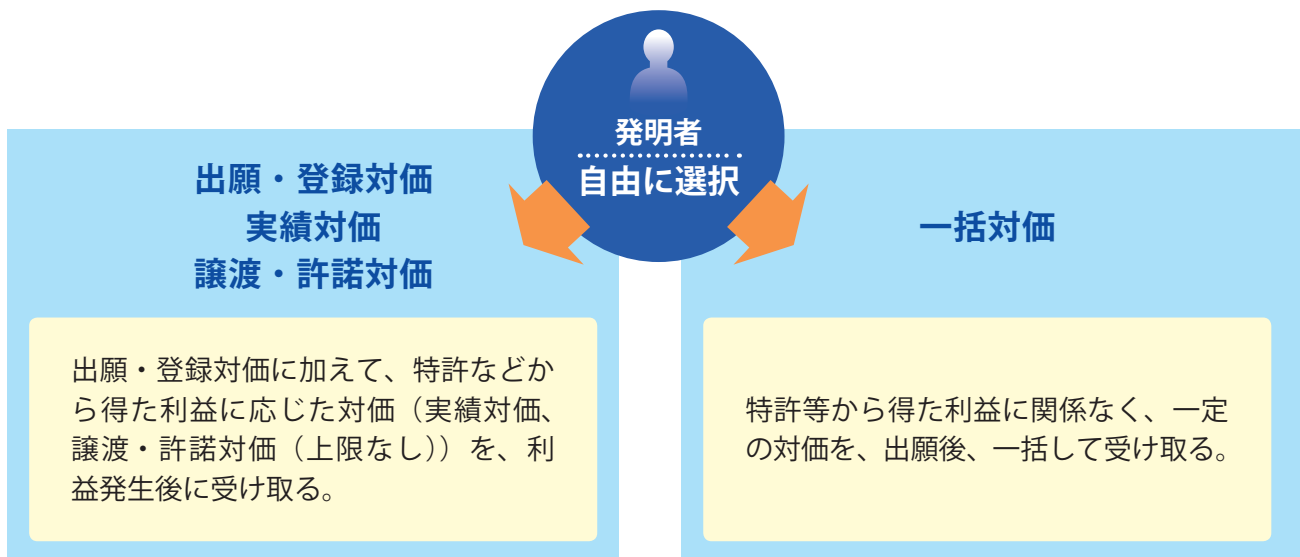 発明者
自由に選択
出願・登録対価
実績対価
譲渡・許諾対価
出願・登録対価に加えて、特許などか
ら得た利益に応じた対価（実績対価、
譲渡・許諾対価（上限なし））を、利
益発生後に受け取る。
一括対価
特許等から得た利益に関係なく、一定
の対価を、出願後、一括して受け取る。